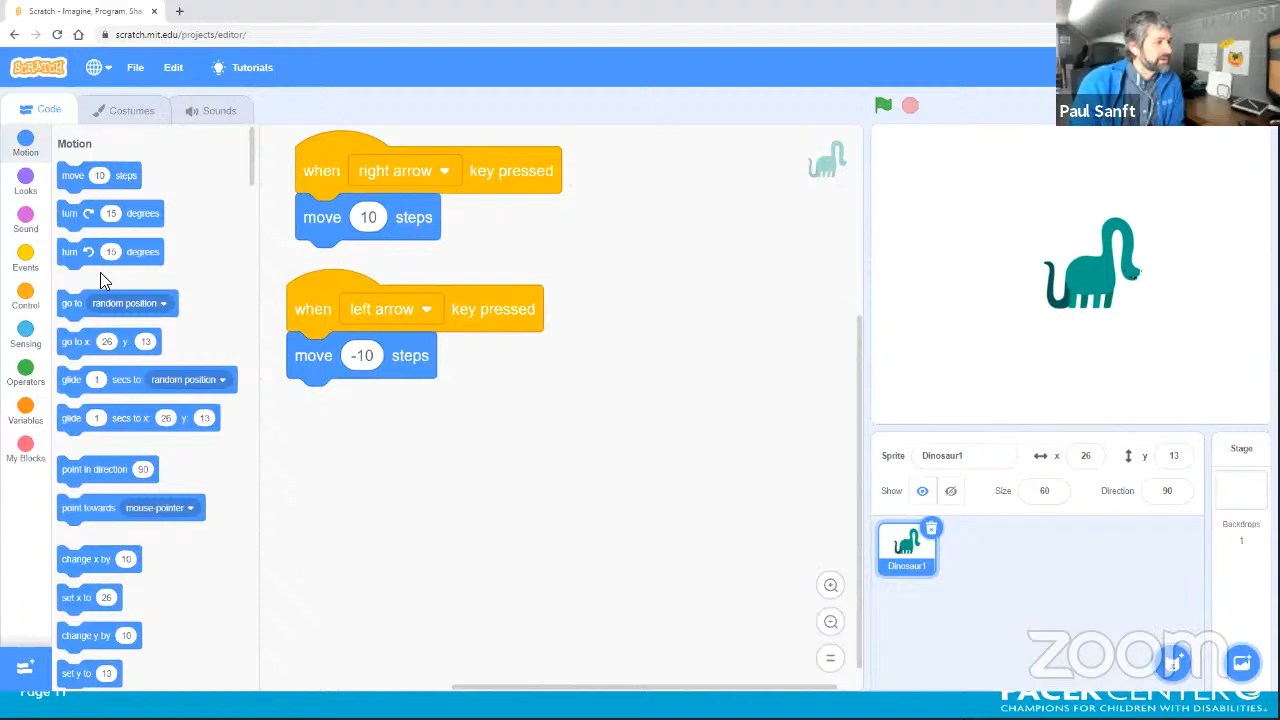 Scratch - Imagine, Program, Sha
scratch.mit.edu/projects/editor/
SCRATCH
File
Edit
Tutorials
Paul Sanft
Code
Costumes
Sounds
Motion
Looks
Sound
Events
Control
Sensing
Operators
Variables
My Blocks
Motion
move 10 steps
turn 15 degrees
turn 15 degrees
go to random position
go to x: 26 y: 13
glide 1 secs to random position
glide 1 secs to x: 26 y: 13
point in direction 90
point towards mouse-pointer
change x by 10
set x to 26
change y by 10
set y to 13
when right arrow key pressed
move 10 steps
when left arrow key pressed
move -10 steps
Sprite Dinosaur1 x 26 y 13
Show Size 60 Direction 90
Dinosaur1
Stage
Backdrops
1
zoom
Page 11
PACER CENTER
CHAMPIONS FOR CHILDREN WITH DISABILITIES